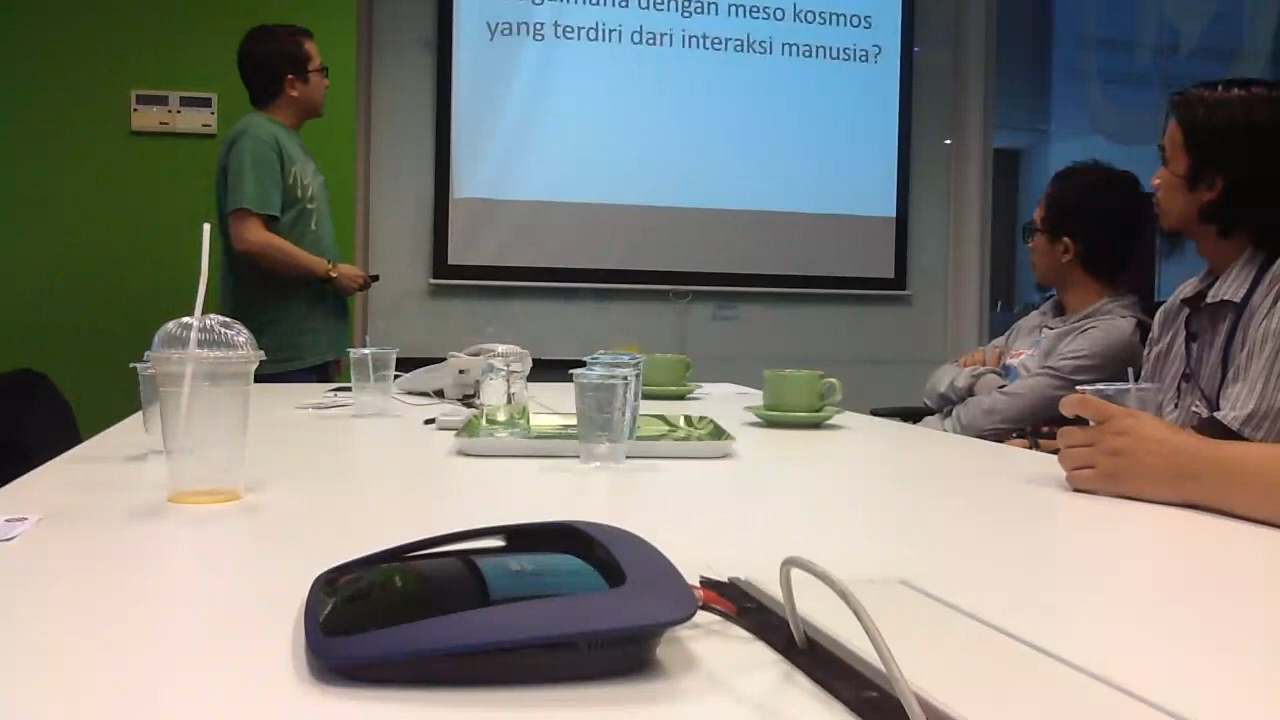 dengan meso kosmos
yang terdiri dari interaksi manusia?